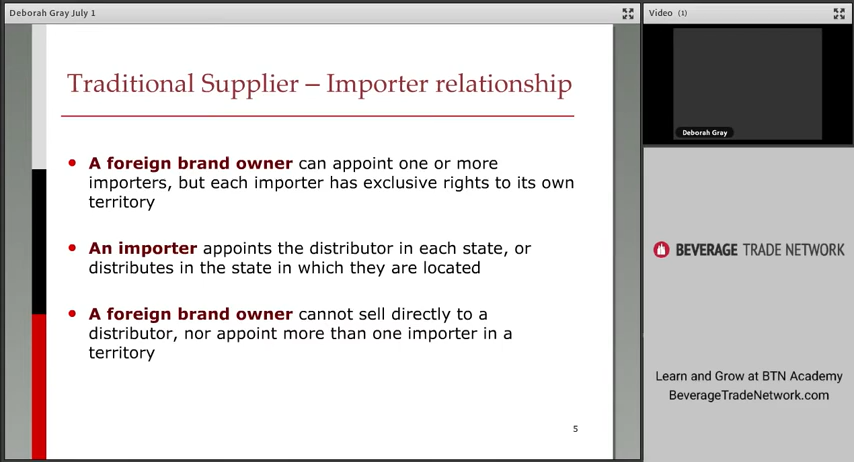 Deborah Gray July 1
Video (1)
Traditional Supplier – Importer relationship
• A foreign brand owner can appoint one or more
importers, but each importer has exclusive rights to its own
territory
• An importer appoints the distributor in each state, or
distributes in the state in which they are located
• A foreign brand owner cannot sell directly to a
distributor, nor appoint more than one importer in a
territory
5
Deborah Gray
BEVERAGE TRADE NETWORK
Learn and Grow at BTN Academy
BeverageTradeNetwork.com